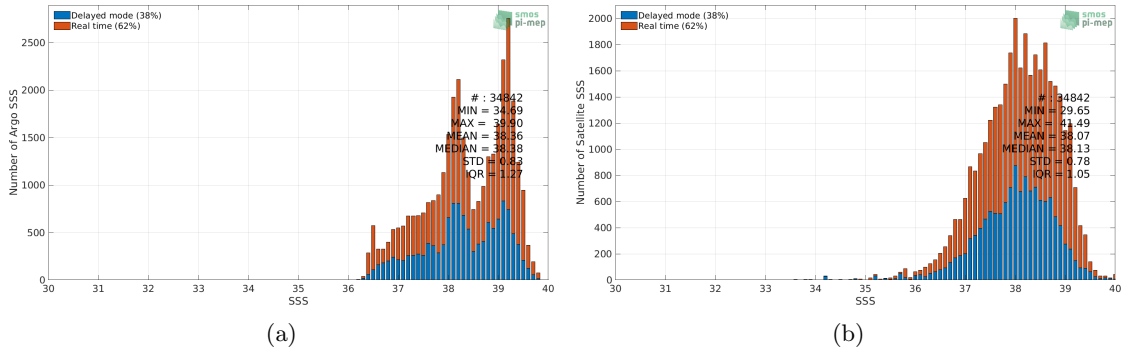 Delayed mode (38%)
Real time (62%)
smos
pi-mep
Number of Argo SSS
2500
2000
1500
1000
500
0
# : 34842
MIN = 34.69
MAX = 39.90
MEAN = 38.36
MEDIAN = 38.38
STD = 0.83
IQR = 1.27
30 31 32 33 34 35 36 37 38 39 40
SSS
(a)
Delayed mode (38%)
Real time (62%)
smos
pi-mep
Number of Satellite SSS
2000
1800
1600
1400
1200
1000
800
600
400
200
0
# : 34842
MIN = 29.65
MAX = 41.49
MEAN = 38.07
MEDIAN = 38.13
STD = 0.78
IQR = 1.05
30 31 32 33 34 35 36 37 38 39 40
SSS
(b)